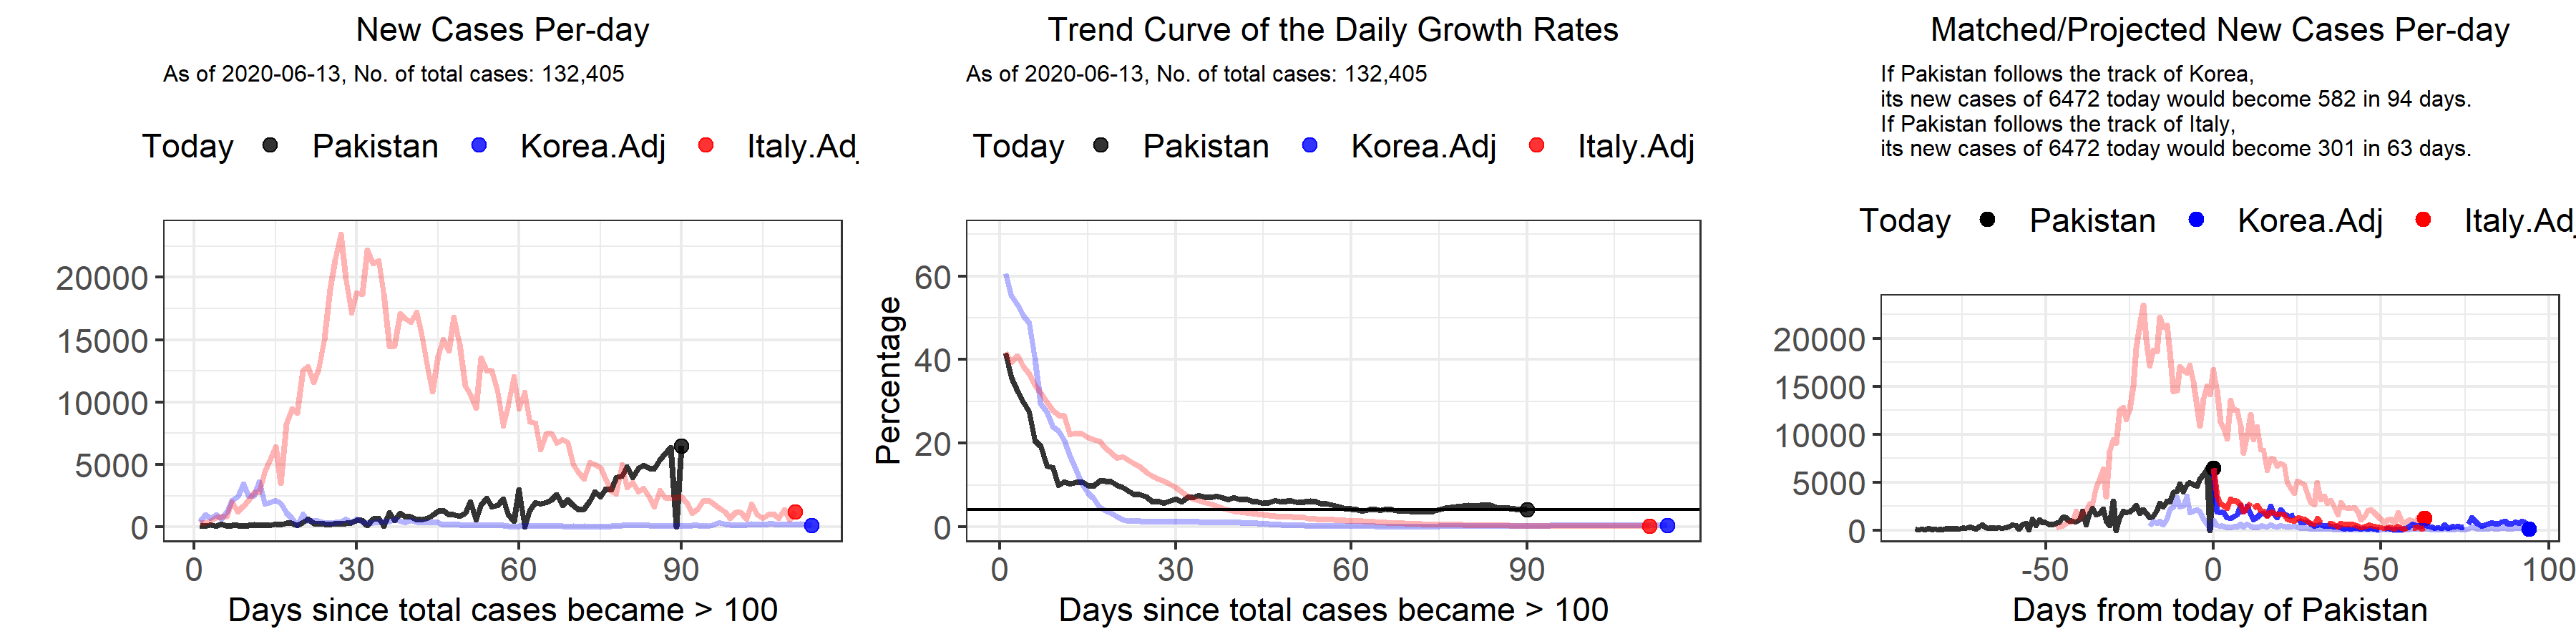 New Cases Per-day
As of 2020-06-13, No. of total cases: 132,405
Today Pakistan Korea.Adj Italy.Ad
20000
15000
10000
5000
0
0 30 60 90
Days since total cases became > 100
Trend Curve of the Daily Growth Rates
As of 2020-06-13, No. of total cases: 132,405
Today Pakistan Korea.Adj Italy.Adj
Percentage
60
40
20
0
0 30 60 90
Days since total cases became > 100
Matched/Projected New Cases Per-day
If Pakistan follows the track of Korea,
its new cases of 6472 today would become 582 in 94 days.
If Pakistan follows the track of Italy,
its new cases of 6472 today would become 301 in 63 days.
Today Pakistan Korea.Adj Italy.Adj
20000
15000
10000
5000
0
-50 0 50 100
Days from today of Pakistan